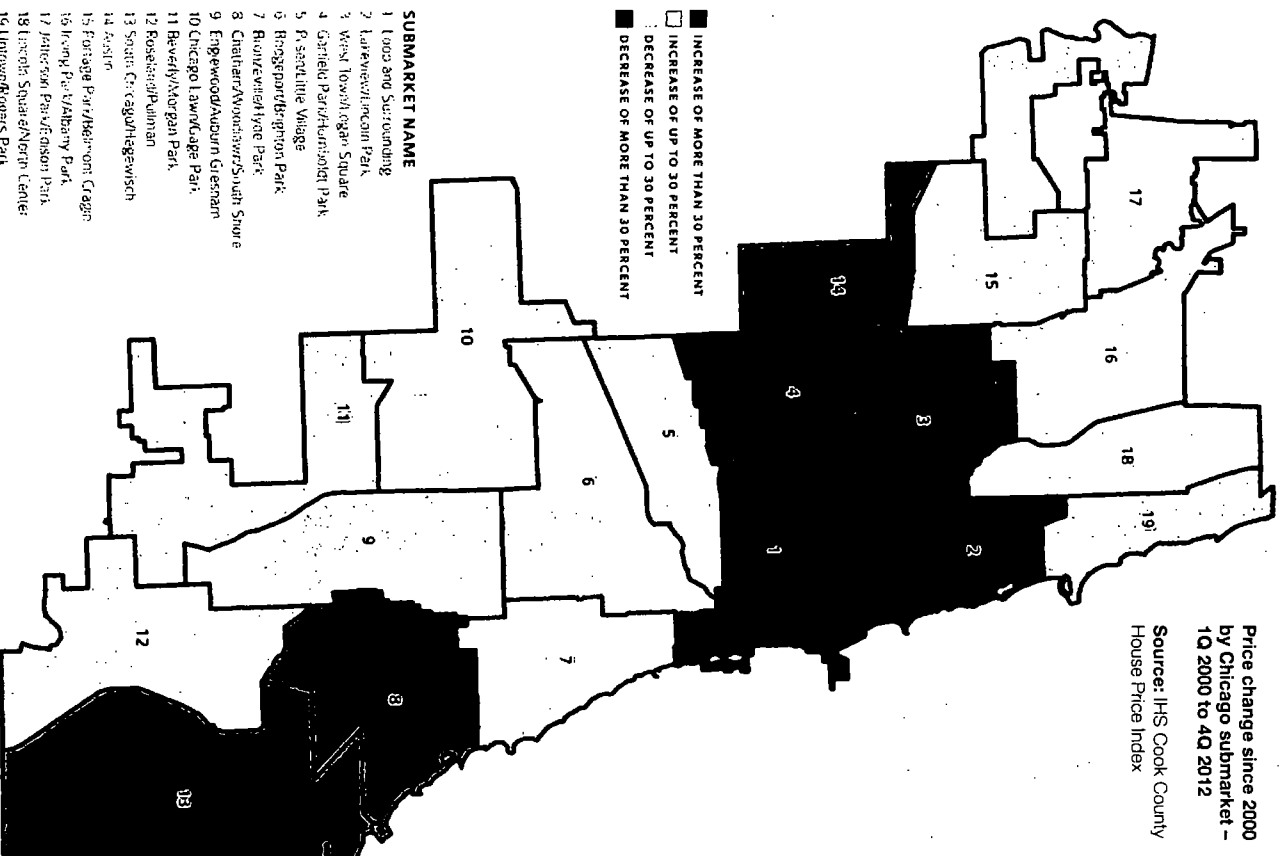 Price change since 2000
by Chicago submarket –
1Q 2000 to 4Q 2012
Source: IHS Cook County
House Price Index
INCREASE OF MORE THAN 30 PERCENT
INCREASE OF UP TO 30 PERCENT
DECREASE OF UP TO 30 PERCENT
DECREASE OF MORE THAN 30 PERCENT
SUBMARKET NAME
1 Loop and Surrounding
2 Lakeview/Lincoln Park
3 West Town/Logan Square
4 Garfield Park/Humboldt Park
5 Pilsen/Little Village
6 Bridgeport/Brighton Park
7 Bronzeville/Hyde Park
8 Chatham/Woodlawn/South Shore
9 Englewood/Auburn Gresham
10 Chicago Lawn/Gage Park
11 Beverly/Morgan Park
12 Roseland/Pullman
13 South Chicago/Hegewisch
14 Austin
15 Portage Park/Belmont Cragin
16 Irving Park/Albany Park
17 Jefferson Park/Edison Park
18 Lincoln Square/North Center
19 Uptown/Rogers Park
17
15
16
18
19
14
4
3
2
1
5
6
7
10
11
9
8
12
13